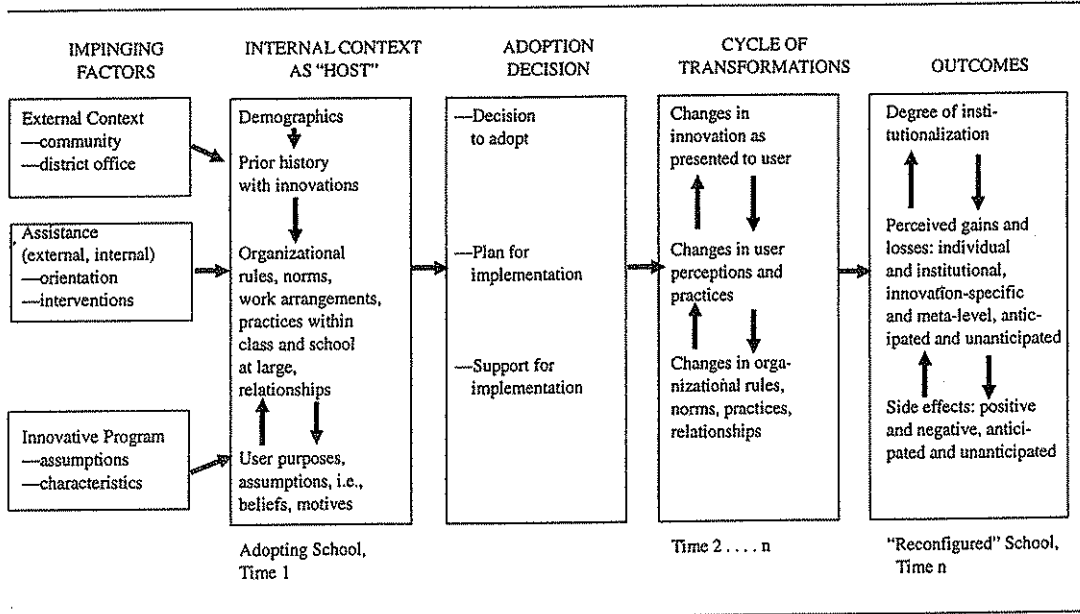 IMPINGING
FACTORS
INTERNAL CONTEXT
AS “HOST”
ADOPTION
DECISION
CYCLE OF
TRANSFORMATIONS
OUTCOMES
External Context
—community
—district office
Assistance
(external, internal)
—orientation
—interventions
Innovative Program
—assumptions
—characteristics
Demographics
Prior history
with innovations
Organizational
rules, norms,
work arrangements,
practices within
class and school
at large,
relationships
User purposes,
assumptions, i.e.,
beliefs, motives
Adopting School,
Time 1
—Decision
to adopt
—Plan for
implementation
—Support for
implementation
Changes in
innovation as
presented to user
Changes in user
perceptions and
practices
Changes in orga-
nizational rules,
norms, practices,
relationships
Time 2 . . . . n
Degree of insti-
tutionalization
Perceived gains and
losses: individual
and institutional,
innovation-specific
and meta-level, antic-
ipated and unanticipated
Side effects: positive
and negative, antici-
pated and unanticipated
“Reconfigured” School,
Time n